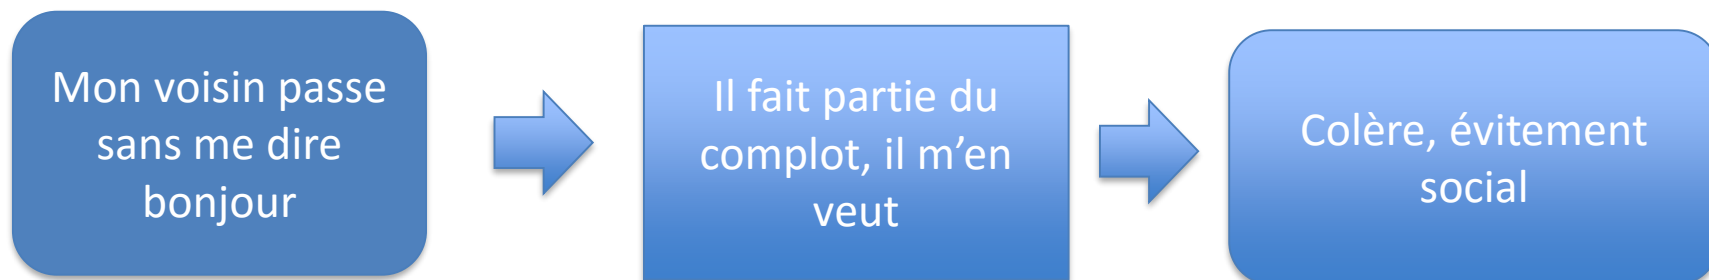 Mon voisin passe
sans me dire
bonjour
Il fait partie du
complot, il m’en
veut
Colère, évitement
social